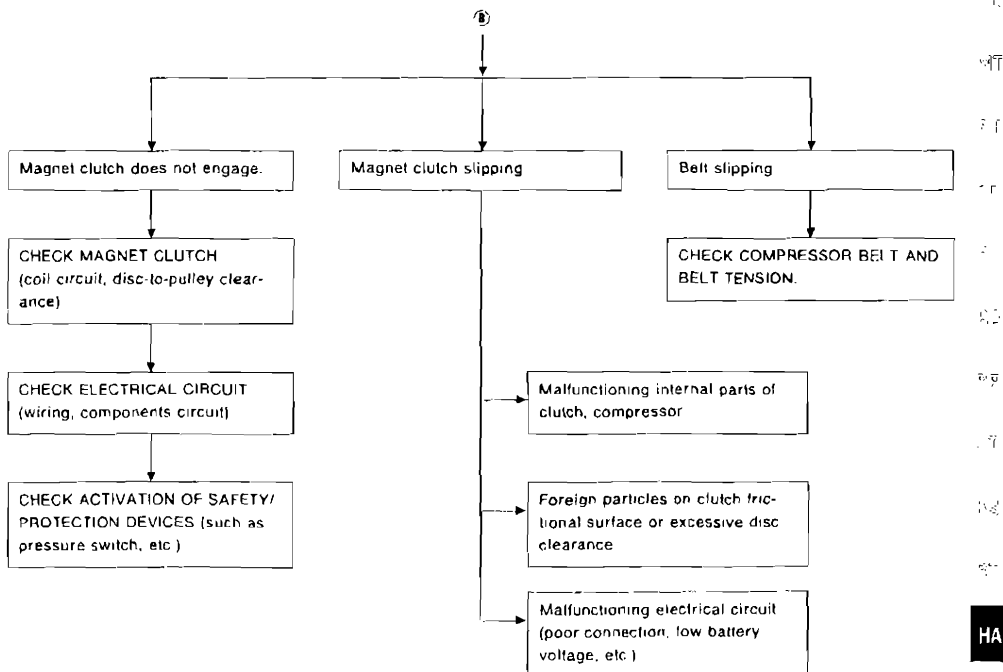 B
Magnet clutch does not engage.
Magnet clutch slipping
Belt slipping
CHECK MAGNET CLUTCH
(coil circuit, disc-to-pulley clear-
ance)
CHECK COMPRESSOR BELT AND
BELT TENSION.
CHECK ELECTRICAL CIRCUIT
(wiring, components circuit)
Malfunctioning internal parts of
clutch, compressor
CHECK ACTIVATION OF SAFETY/
PROTECTION DEVICES (such as
pressure switch, etc.)
Foreign particles on clutch fric-
tional surface or excessive disc
clearance
Malfunctioning electrical circuit
(poor connection, low battery
voltage, etc.)
HA